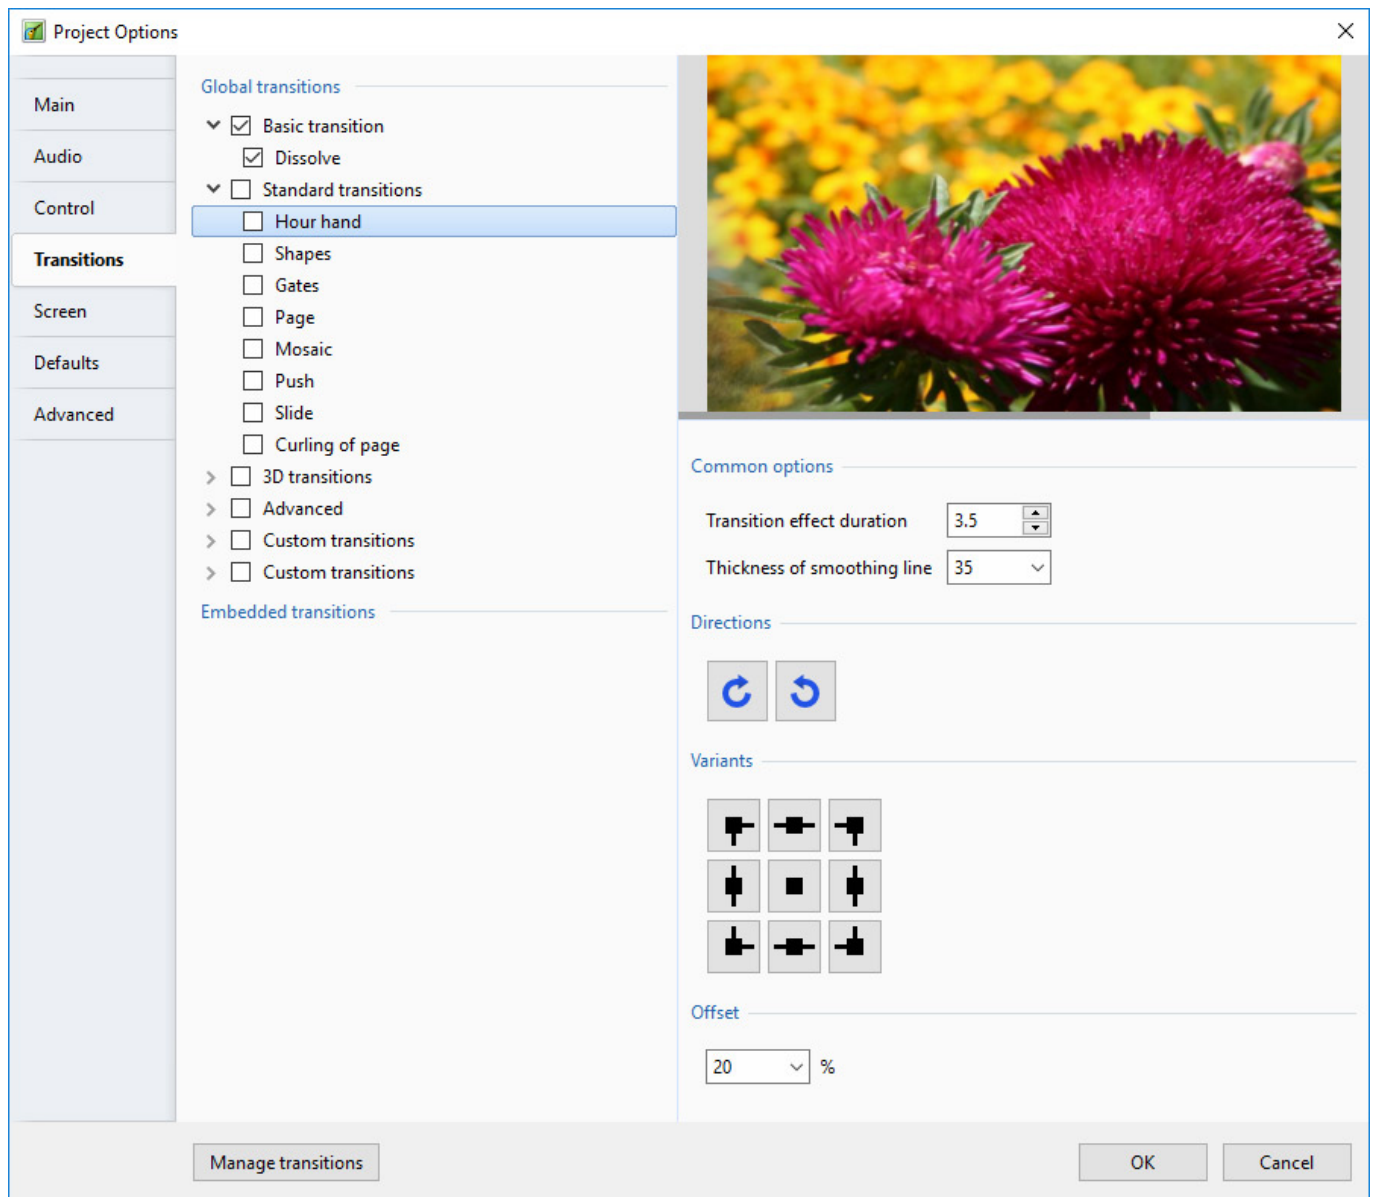 Project Options
Main
Audio
Control
Transitions
Screen
Defaults
Advanced
Global transitions
Basic transition
Dissolve
Standard transitions
Hour hand
Shapes
Gates
Page
Mosaic
Push
Slide
Curling of page
3D transitions
Advanced
Custom transitions
Custom transitions
Embedded transitions
Common options
Transition effect duration 3.5
Thickness of smoothing line 35
Directions
Variants
Offset
20 %
Manage transitions
OK
Cancel